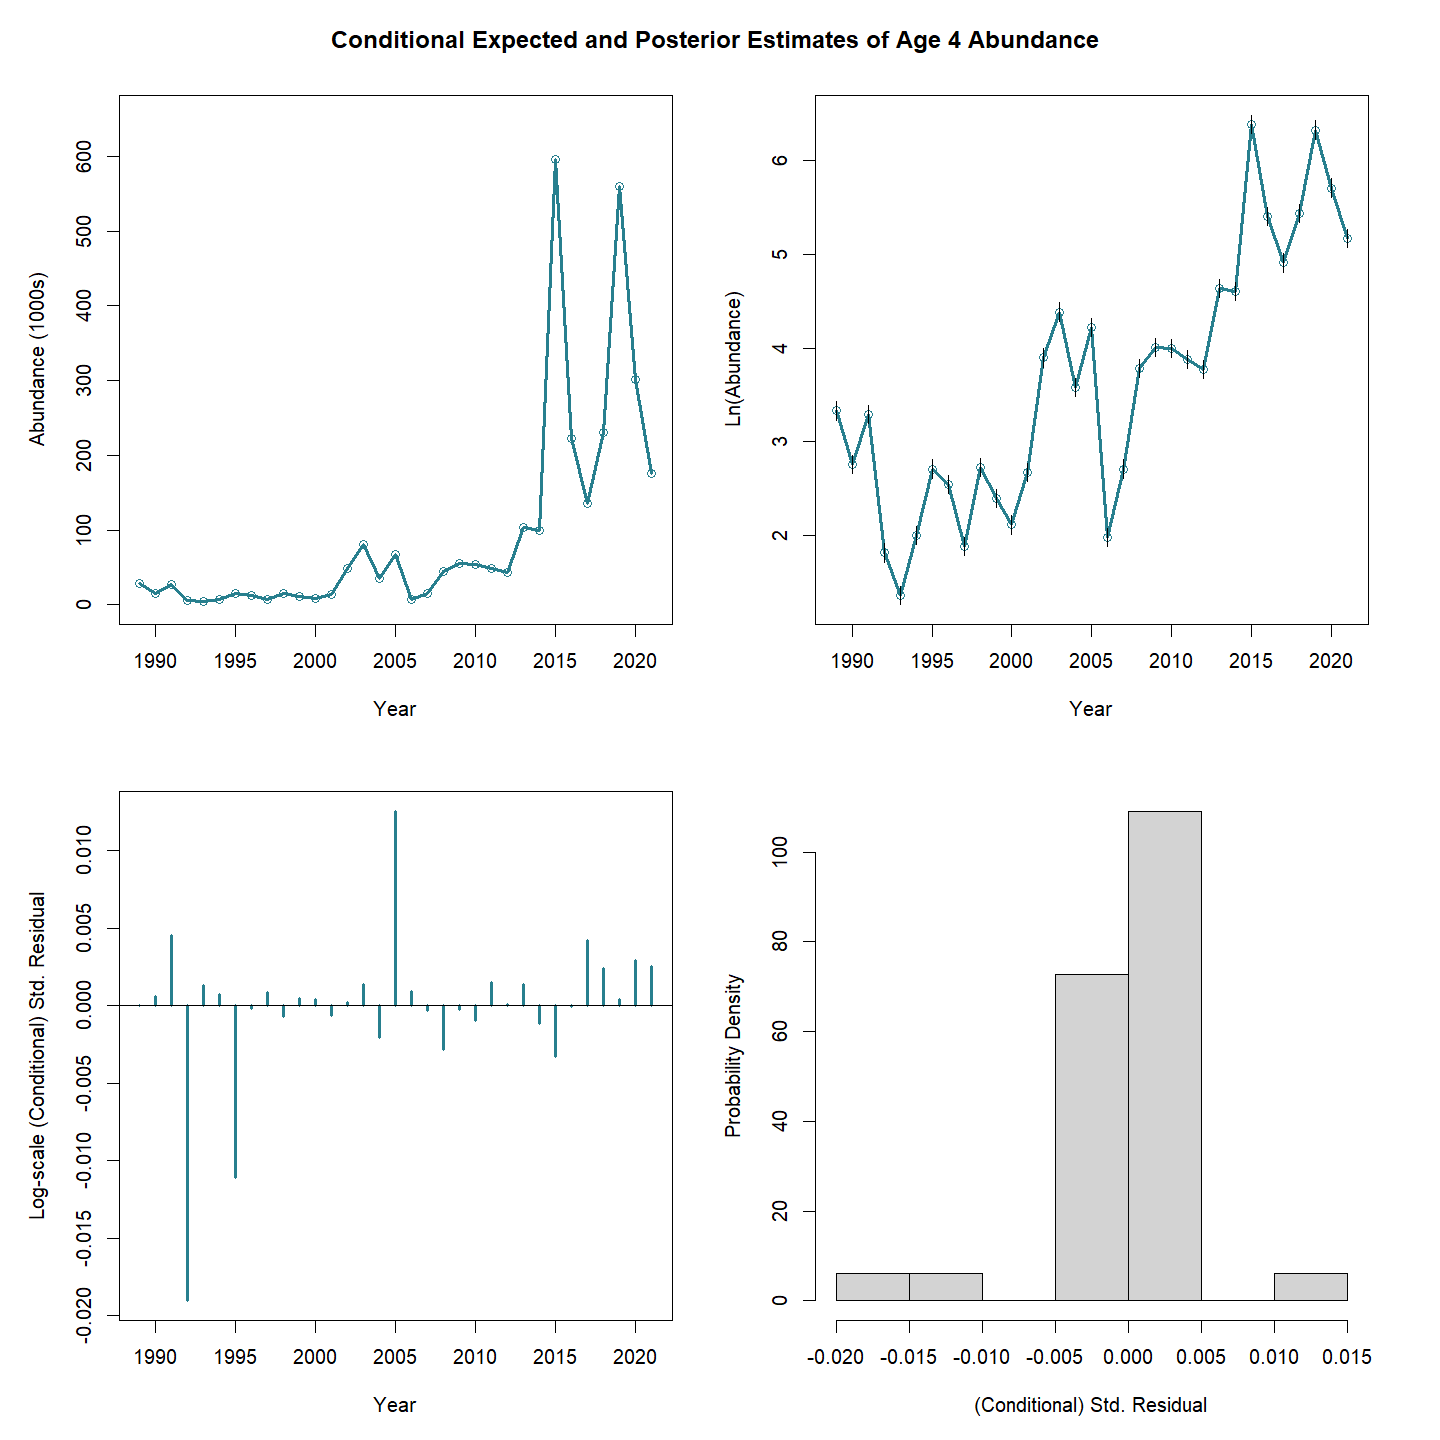 Conditional Expected and Posterior Estimates of Age 4 Abundance
Abundance (1000s)
600
500
400
300
200
100
0
1990 1995 2000 2005 2010 2015 2020
Year
Ln(Abundance)
6
5
4
3
2
1990 1995 2000 2005 2010 2015 2020
Year
Log-scale (Conditional) Std. Residual
0.010
0.005
0.000
-0.005
-0.010
-0.015
-0.020
1990 1995 2000 2005 2010 2015 2020
Year
Probability Density
100
80
60
40
20
0
-0.020 -0.015 -0.010 -0.005 0.000 0.005 0.010 0.015
(Conditional) Std. Residual